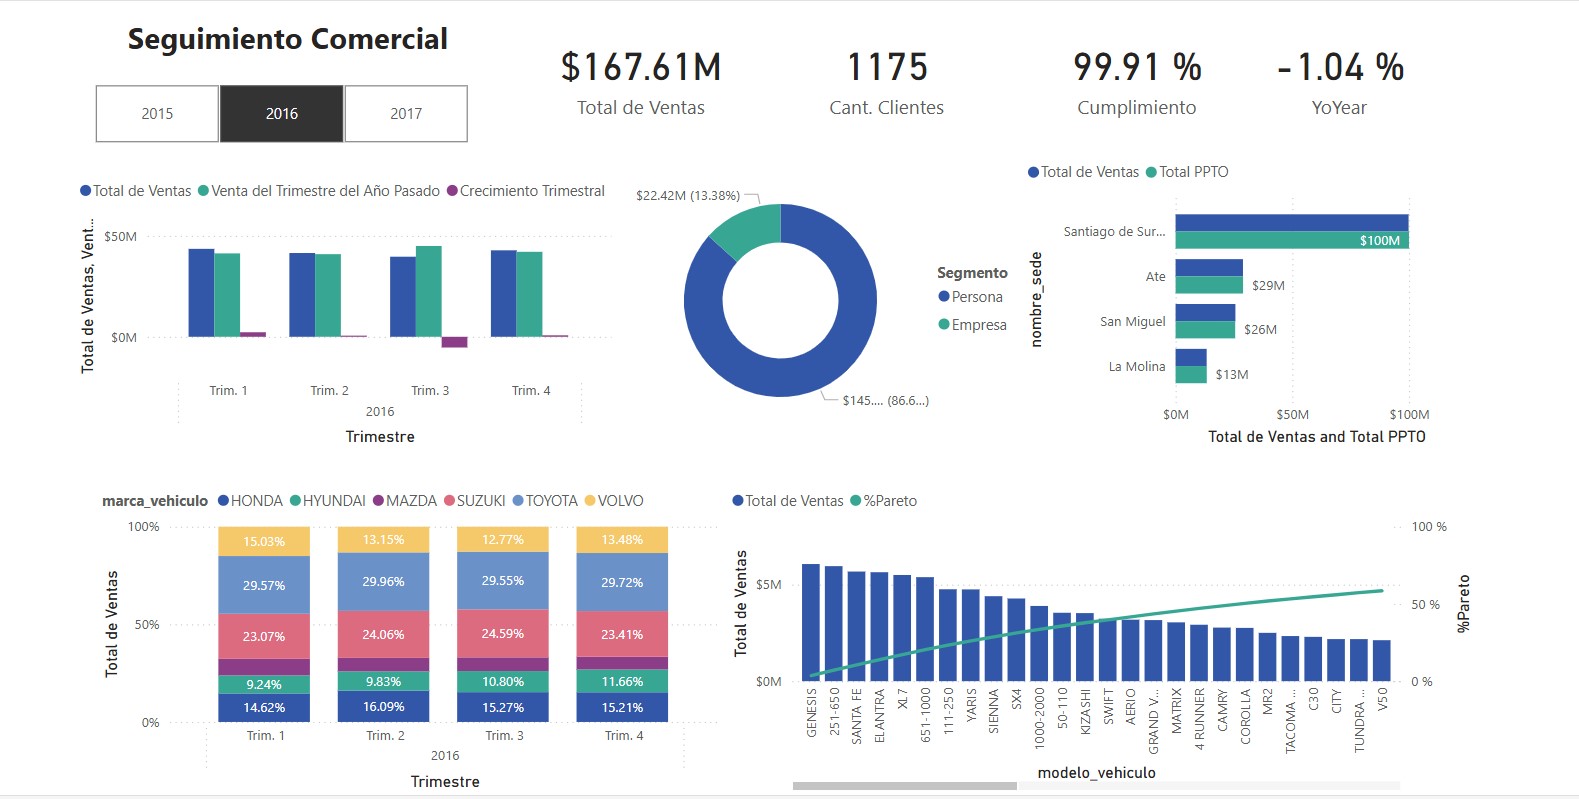 Seguimiento Comercial
2015 2016 2017
$167.61M
Total de Ventas
1175
Cant. Clientes
99.91 %
Cumplimiento
-1.04 %
YoYear
Total de Ventas Venta del Trimestre del Año Pasado Crecimiento Trimestral
Total de Ventas, Vent...
$50M
$0M
Trim. 1 Trim. 2 Trim. 3 Trim. 4
2016
Trimestre
$22.42M (13.38%)
$145.... (86.6...)
Segmento
Persona
Empresa
Total de Ventas Total PPTO
nombre_sede
Santiago de Sur... $100M
Ate $29M
San Miguel $26M
La Molina $13M
$0M $50M $100M
Total de Ventas and Total PPTO
marca_vehiculo HONDA HYUNDAI MAZDA SUZUKI TOYOTA VOLVO
Total de Ventas
100%
50%
0%
15.03% 13.15% 12.77% 13.48%
29.57% 29.96% 29.55% 29.72%
23.07% 24.06% 24.59% 23.41%
9.24% 9.83% 10.80% 11.66%
14.62% 16.09% 15.27% 15.21%
Trim. 1 Trim. 2 Trim. 3 Trim. 4
2016
Trimestre
Total de Ventas %Pareto
Total de Ventas
$5M
$0M
100 %
50 %
0 %
%Pareto
GENESIS
251-650
SANTA FE
ELANTRA
XL7
651-1000
111-250
YARIS
SIENNA
SX4
1000-2000
50-110
KIZASHI
SWIFT
AERIO
GRAND V...
MATRIX
4 RUNNER
CAMRY
COROLLA
MR2
TACOMA ...
C30
CITY
TUNDRA ...
V50
modelo_vehiculo